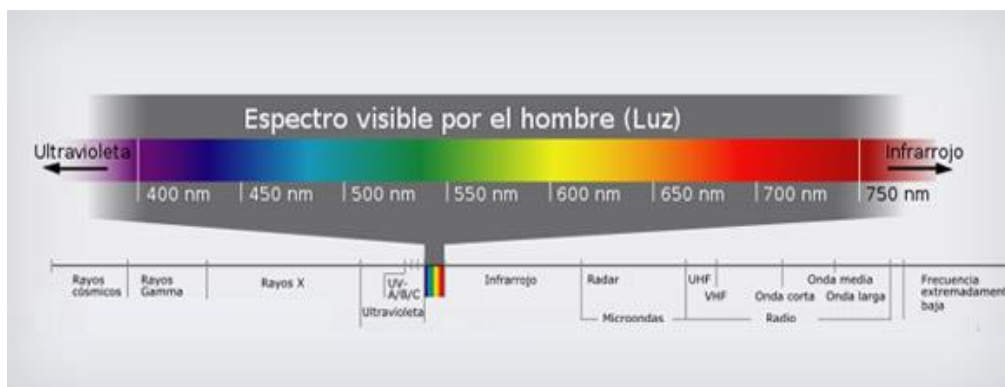 Espectro visible por el hombre (Luz)
Ultravioleta
Infrarrojo
400 nm
450 nm
500 nm
550 nm
600 nm
650 nm
700 nm
750 nm
Rayos
cósmicos
Rayos
Gamma
Rayos X
UV-
A/B/C
Ultravioleta
Infrarrojo
Radar
Microondas
UHF
VHF
Onda media
Onda corta
Onda larga
Radio
Frecuencia
extremadament
baja